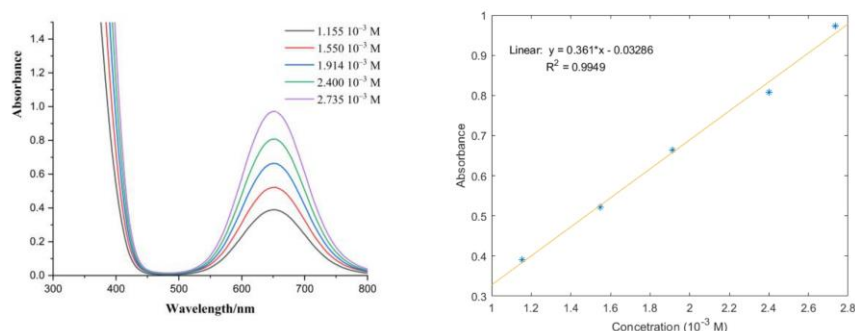 1.4
1.2
1.0
0.8
0.6
0.4
0.2
0.0
Absorbance
300
400
500
600
700
800
Wavelength/nm
1.155 10⁻³ M
1.550 10⁻³ M
1.914 10⁻³ M
2.400 10⁻³ M
2.735 10⁻³ M
1
0.9
0.8
0.7
0.6
0.5
0.4
0.3
Absorbance
Linear: y = 0.361*x - 0.03286
R² = 0.9949
1
1.2
1.4
1.6
1.8
2
2.2
2.4
2.6
2.8
Concetration (10⁻³ M)